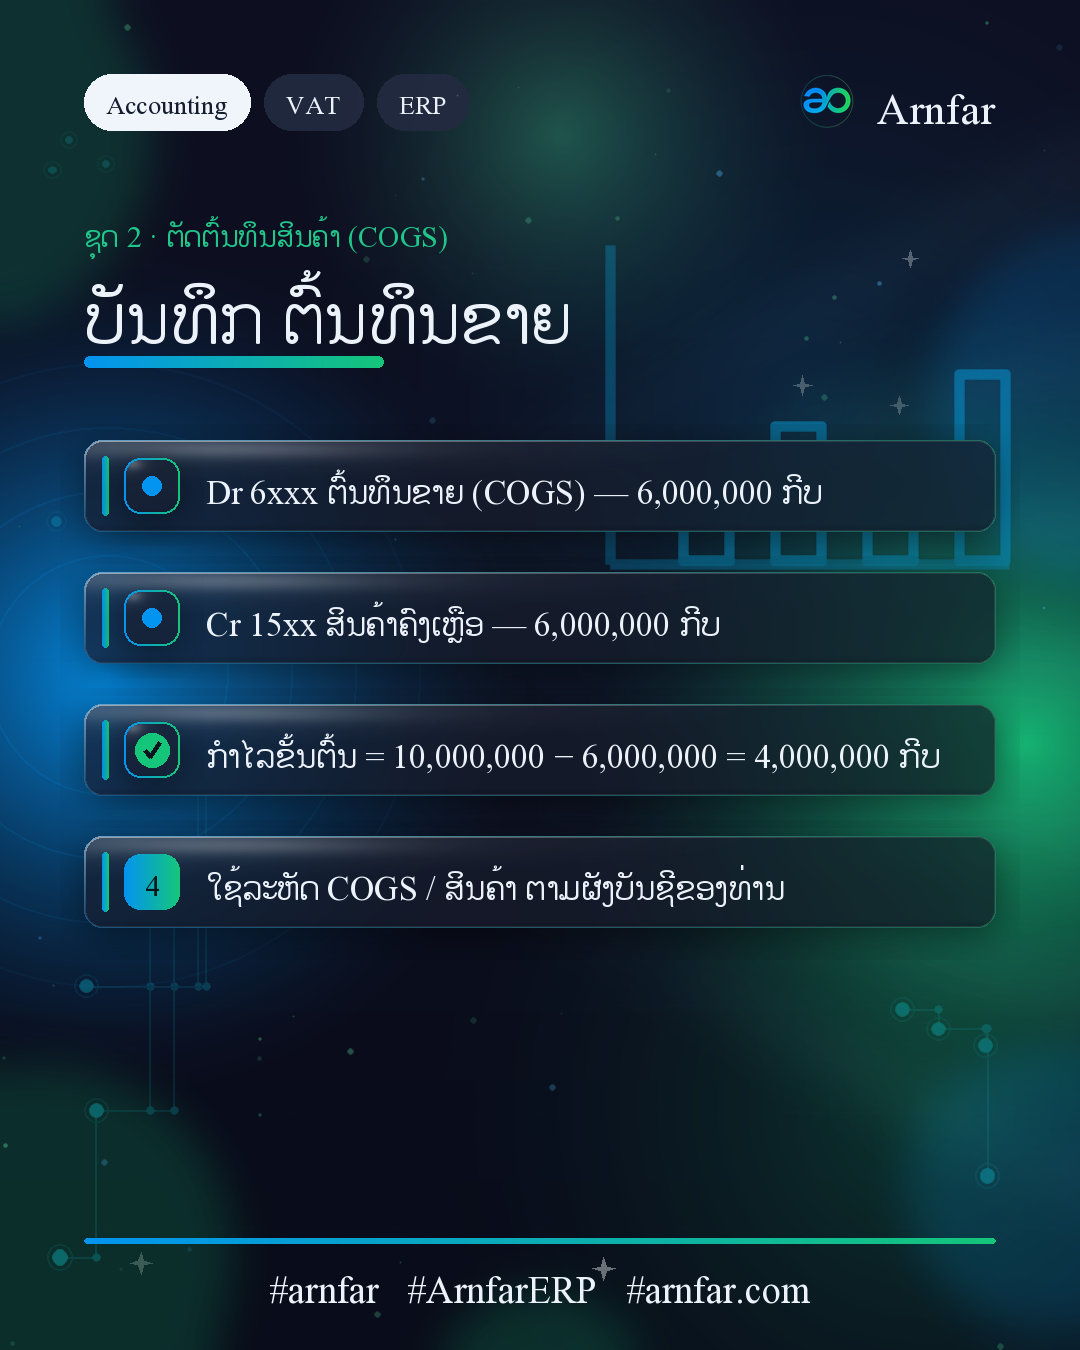 Accounting VAT ERP
Arnfar
ຊຸດ 2 · ຕັດຕົ້ນທຶນສິນຄ້າ (COGS)
ບັນທຶກ ຕົ້ນທຶນຂາຍ
Dr 6xxx ຕົ້ນທຶນຂາຍ (COGS) — 6,000,000 ກີບ
Cr 15xx ສິນຄ້າຄົງເຫຼືອ — 6,000,000 ກີບ
ກຳໄລຂັ້ນຕົ້ນ = 10,000,000 − 6,000,000 = 4,000,000 ກີບ
4 ໃຊ້ລະຫັດ COGS / ສິນຄ້າ ຕາມຜັງບັນຊີຂອງທ່ານ
#arnfar #ArnfarERP #arnfar.com